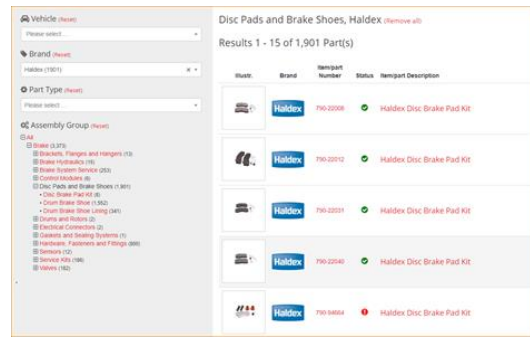 Vehicle (Reset)
Please select ...
Brand (Reset)
Haldex (1901)
Part Type (Reset)
Please select ...
Assembly Group (Reset)
All
Brake (3,373)
Brackets, Flanges and Hangers (13)
Brake Hydraulics (19)
Brake System Service (253)
Control Modules (8)
Disc Pads and Brake Shoes (1,901)
Disc Brake Pad Kit (8)
Drum Brake Shoe (1,552)
Drum Brake Shoe Lining (341)
Drums and Rotors (2)
Electrical Connectors (2)
Gaskets and Sealing Systems (1)
Hardware, Fasteners and Fittings
Sensors (12)
Service Kits
Valves (182)
Disc Pads and Brake Shoes, Haldex (Remove all)
Results 1 - 15 of 1,901 Part(s)
Illustr. Brand Item/part Number Status Item/part Description
Haldex 790-22008 Haldex Disc Brake Pad Kit
Haldex 790-22012 Haldex Disc Brake Pad Kit
Haldex 790-22031 Haldex Disc Brake Pad Kit
Haldex 790-22040 Haldex Disc Brake Pad Kit
Haldex Haldex Disc Brake Pad Kit